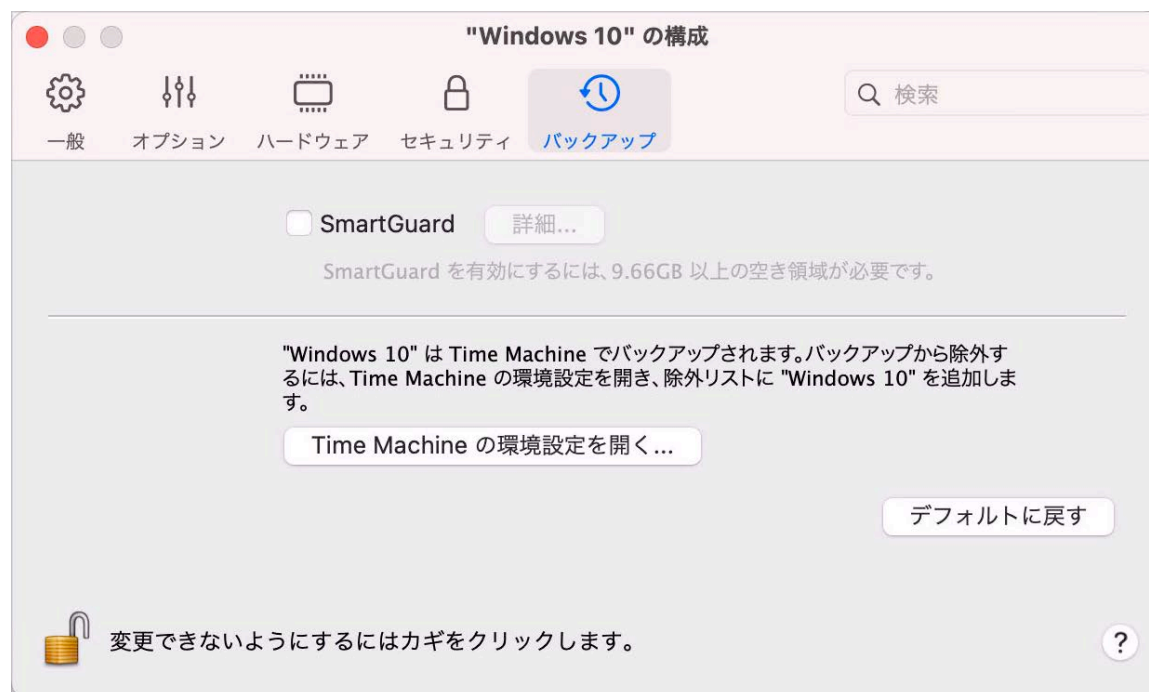 "Windows 10" の構成
一般
オプション
ハードウェア
セキュリティ
バックアップ
検索
SmartGuard
詳細...
SmartGuard を有効にするには、9.66GB 以上の空き領域が必要です。
"Windows 10" は Time Machine でバックアップされます。バックアップから除外す
るには、Time Machine の環境設定を開き、除外リストに "Windows 10" を追加しま
す。
Time Machine の環境設定を開く...
デフォルトに戻す
変更できないようにするにはカギをクリックします。
?